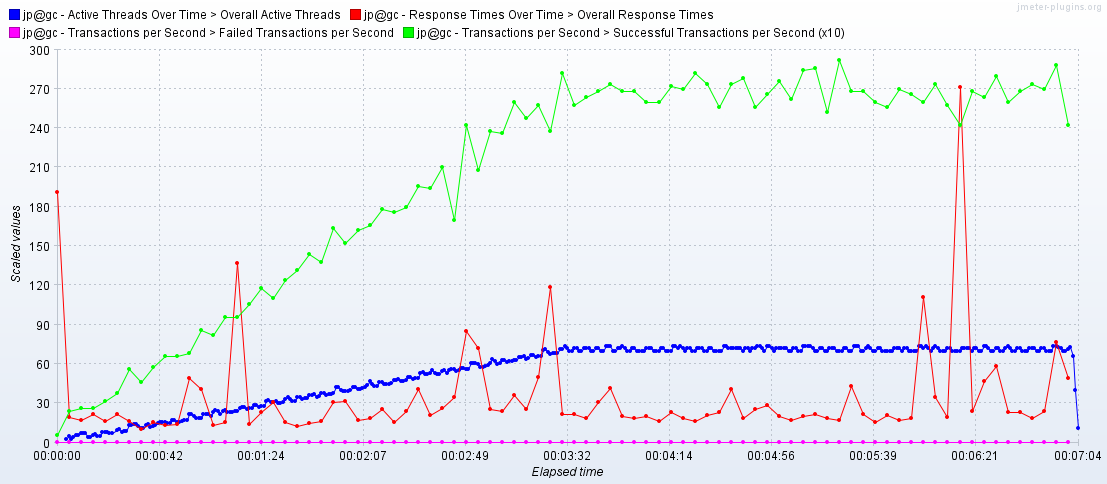 jp@gc - Active Threads Over Time > Overall Active Threads jp@gc - Response Times Over Time > Overall Response Times
jmeter-plugins.org
jp@gc - Transactions per Second > Failed Transactions per Second jp@gc - Transactions per Second > Successful Transactions per Second (x10)
300
270
240
210
180
150
120
90
60
30
0
Scaled values
00:00:00 00:00:42 00:01:24 00:02:07 00:02:49 00:03:32 00:04:14 00:04:56 00:05:39 00:06:21 00:07:04
Elapsed time